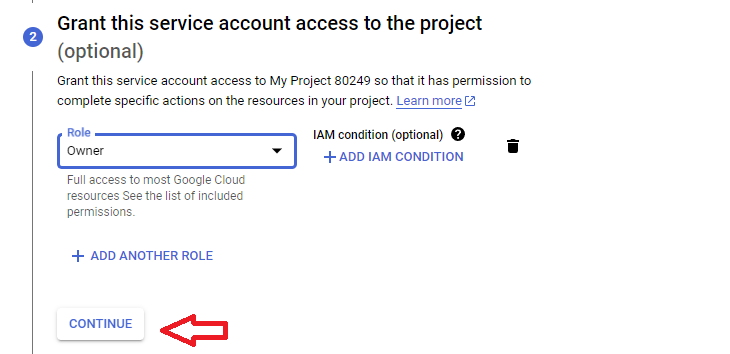 2
Grant this service account access to the project
(optional)
Grant this service account access to My Project 80249 so that it has permission to
complete specific actions on the resources in your project. Learn more
Role
Owner
IAM condition (optional) ?
+ ADD IAM CONDITION
Full access to most Google Cloud
resources See the list of included
permissions.
+ ADD ANOTHER ROLE
CONTINUE